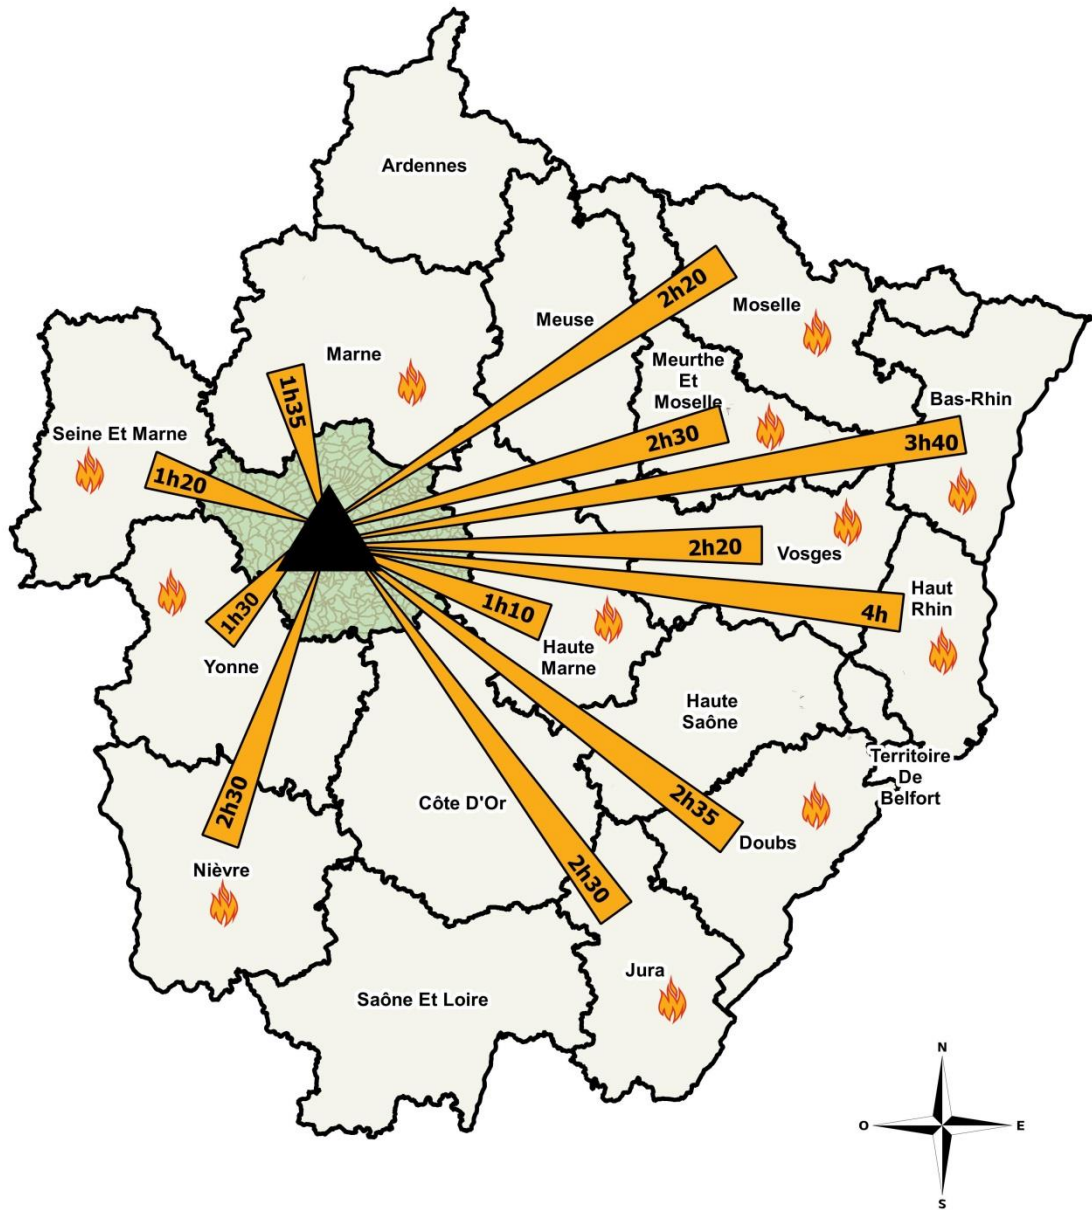 Ardennes
2h20
Moselle
Meuse
Marne
Meurthe
Et
Moselle
1h35
Bas-Rhin
Seine Et Marne
2h30
3h40
1h20
2h20
Vosges
Haut
Rhin
1h10
4h
1h30
Haute
Marne
Yonne
Haute
Saône
Territoire
De
Belfort
2h30
Côte D'Or
2h35
Doubs
Nièvre
2h30
Jura
Saône Et Loire
N
O
E
S